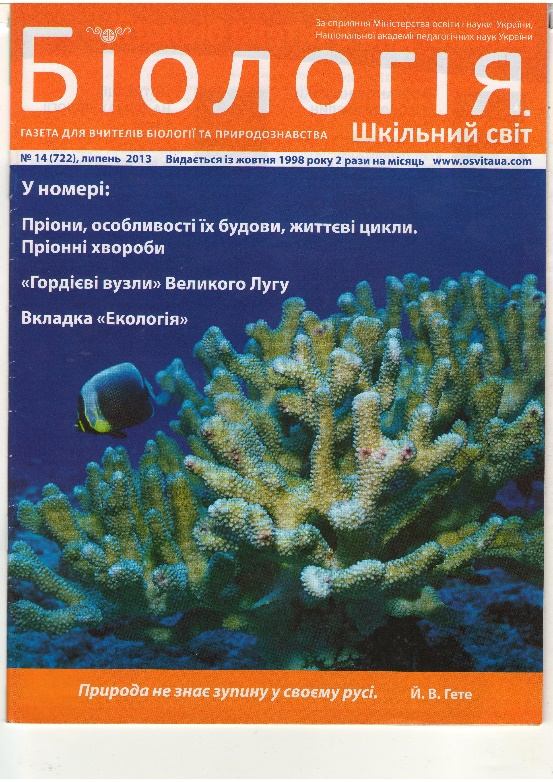 За сприяння Міністерства освіти і науки України,
Національної академії педагогічних наук України
Біологія.
ГАЗЕТА ДЛЯ ВЧИТЕЛІВ БІОЛОГІЇ ТА ПРИРОДОЗНАВСТВА
Шкільний світ
№ 14 (722), липень 2013 Видається із жовтня 1998 року 2 рази на місяць www.osvitaua.com
У номері:
Пріони, особливості їх будови, життєві цикли.
Пріонні хвороби
«Гордієві вузли» Великого Лугу
Вкладка «Екологія»
Природа не знає зупину у своєму русі. Й. В. Гете